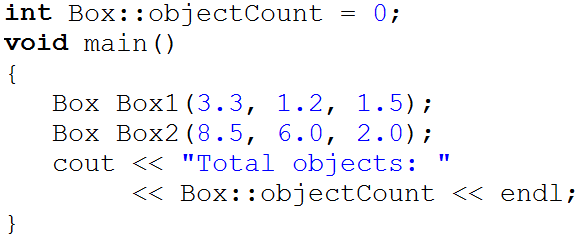 int Box::objectCount = 0;
void main()
{
   Box Box1(3.3, 1.2, 1.5);
   Box Box2(8.5, 6.0, 2.0);
   cout << "Total objects: "
        << Box::objectCount << endl;
}